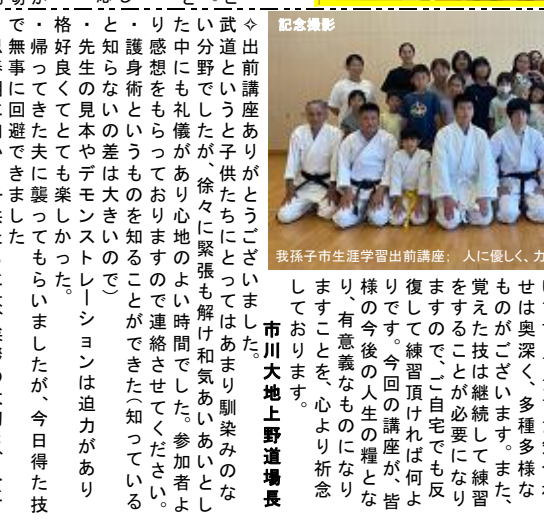 記念撮影
我孫子市生涯学習出前講座; 人に優しく、力
せは奥深く、多種多様な
ものがございます。また、
覚えた技は継続して練習
をすることが必要になり
ますので、ご自宅でも反
復して練習頂ければ何よ
りです。今回の講座が、皆
様の今後の人生の糧とな
り、有意義なものになり
ますことを、心より祈念
しております。
市川大地上野道場長
✧出前講座ありがとうございました。
武道というと子供たちにとってはあまり馴染みのな
い分野でしたが、徐々に緊張も解け和気あいあいとし
た中にも礼儀があり心地のよい時間でした。参加者よ
り感想をもらっておりますので連絡させてください。
・護身術というものを知ることができた(知っている
と知らないの差は大きいので)
・先生の見本やデモンストレーションは迫力があり
格好良くてとても楽しかった。
・帰ってきた夫に襲ってもらいましたが、今日得た技
で無事に回避できました